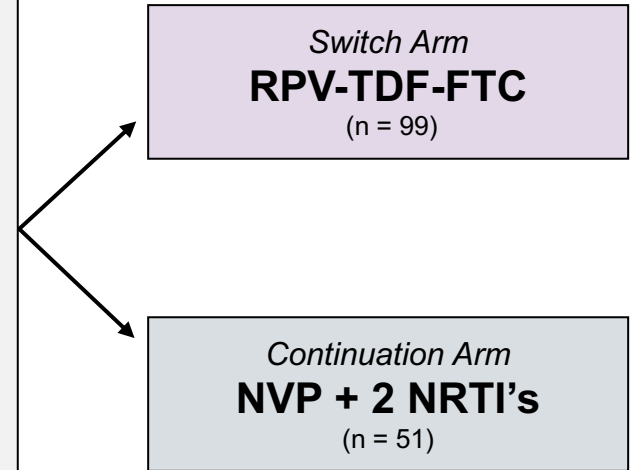 Switch Arm
RPV-TDF-FTC
(n = 99)
Continuation Arm
NVP + 2 NRTI's
(n = 51)